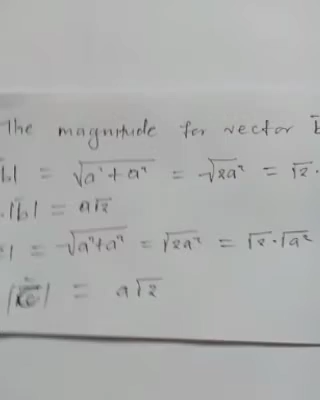 The magnitude for vector b̄
b̄| = √a²+a² = √2a² = √2.
.|b̄| = a√2
c| = √a²+a² = √2a² = √2.√a²
|c̄| = a√2